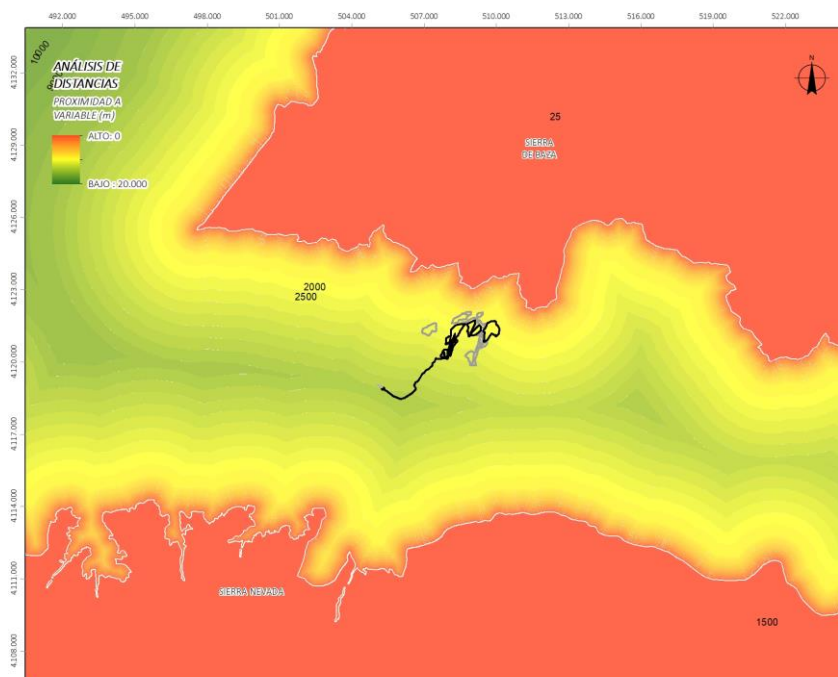 492.000 495.000 498.000 501.000 504.000 507.000 510.000 513.000 516.000 519.000 522.000
10000
ANÁLISIS DE
DISTANCIAS
PROXIMIDAD A
VARIABLE (m)
ALTO: 0
BAJO : 20.000
N
25
SIERRA
DE BAZA
2000
2500
SIERRA NEVADA
1500
4.132.000
4.129.000
4.126.000
4.123.000
4.120.000
4.117.000
4.114.000
4.111.000
4.108.000